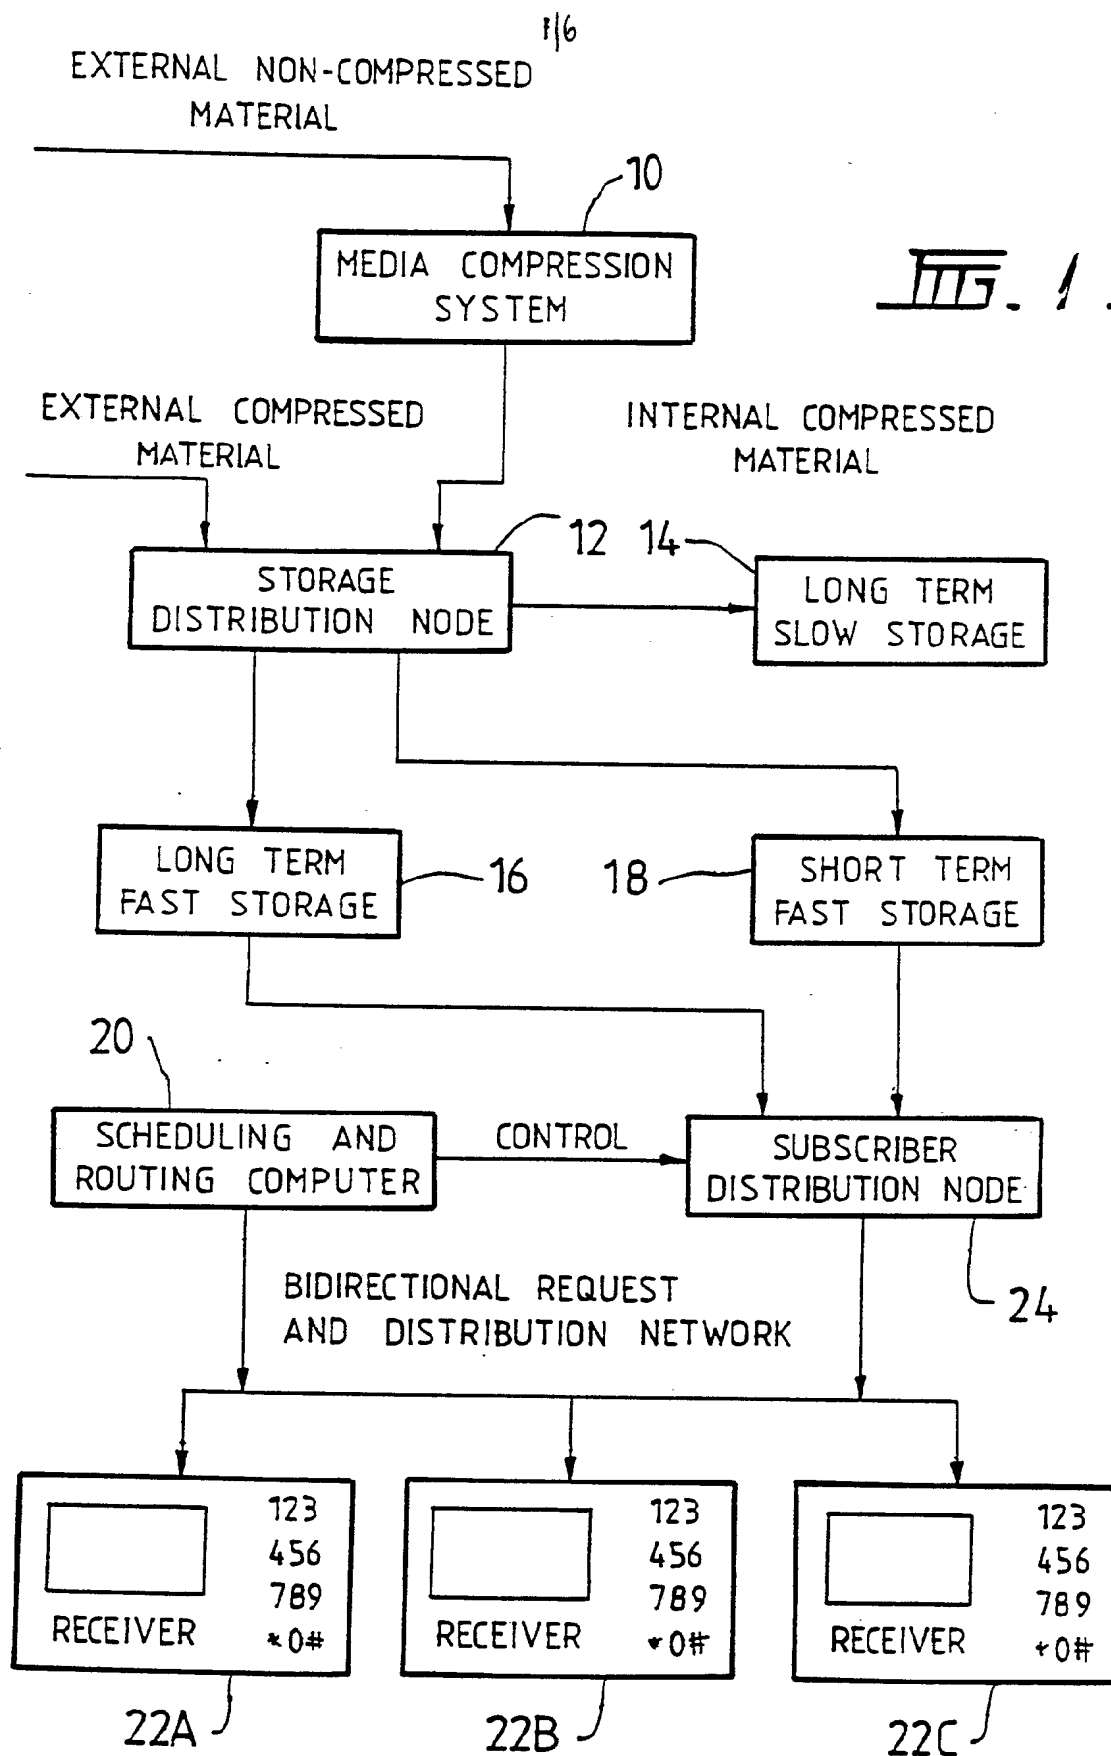 1/6
EXTERNAL NON-COMPRESSED
MATERIAL
10
MEDIA COMPRESSION
SYSTEM
FIG. 1.
EXTERNAL COMPRESSED
MATERIAL
INTERNAL COMPRESSED
MATERIAL
12
14
STORAGE
DISTRIBUTION NODE
LONG TERM
SLOW STORAGE
LONG TERM
FAST STORAGE
16
18
SHORT TERM
FAST STORAGE
20
SCHEDULING AND
ROUTING COMPUTER
CONTROL
SUBSCRIBER
DISTRIBUTION NODE
24
BIDIRECTIONAL REQUEST
AND DISTRIBUTION NETWORK
123
456
789
*0#
RECEIVER
22A
123
456
789
*0#
RECEIVER
22B
123
456
789
*0#
RECEIVER
22C